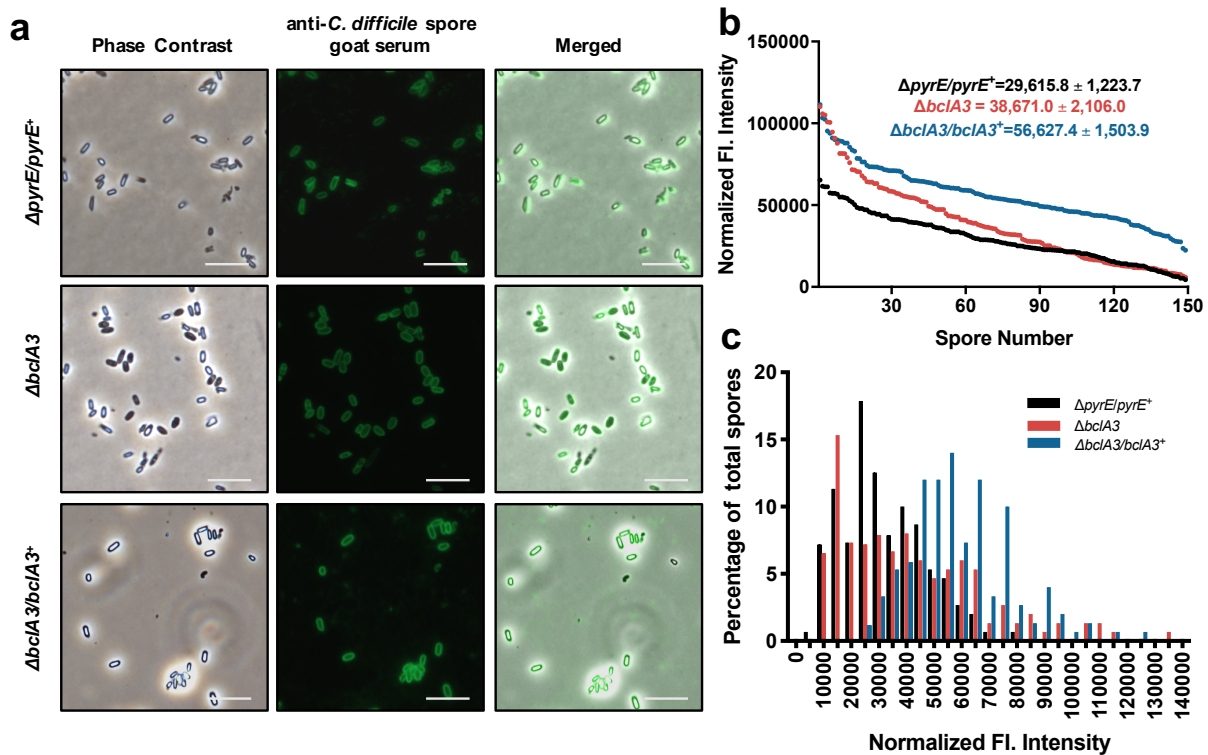 a
Phase Contrast
anti-C. difficile spore
goat serum
Merged
ΔpyrE/pyrE+
ΔbclA3
ΔbclA3/bclA3+
b
Normalized Fl. Intensity
150000
100000
50000
0
ΔpyrE/pyrE+=29,615.8 ± 1,223.7
ΔbclA3 = 38,671.0 ± 2,106.0
ΔbclA3/bclA3+=56,627.4 ± 1,503.9
30
60
90
120
150
Spore Number
c
Percentage of total spores
20
15
10
5
0
ΔpyrE/pyrE+
ΔbclA3
ΔbclA3/bclA3+
0
10000
20000
30000
40000
50000
60000
70000
80000
90000
100000
110000
120000
130000
140000
Normalized Fl. Intensity